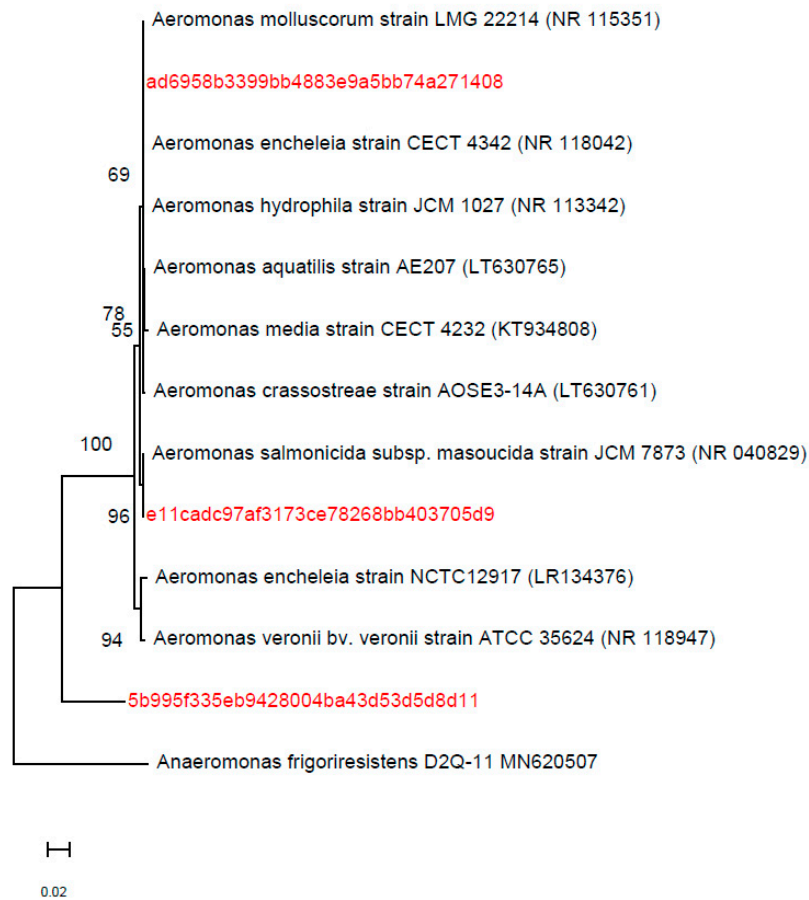 Aeromonas molluscorum strain LMG 22214 (NR 115351)
ad6958b3399bb4883e9a5bb74a271408
Aeromonas encheleia strain CECT 4342 (NR 118042)
69
Aeromonas hydrophila strain JCM 1027 (NR 113342)
Aeromonas aquatilis strain AE207 (LT630765)
78
55
Aeromonas media strain CECT 4232 (KT934808)
Aeromonas crassostreae strain AOSE3-14A (LT630761)
100
Aeromonas salmonicida subsp. masoucida strain JCM 7873 (NR 040829)
96
e11cadc97af3173ce78268bb403705d9
Aeromonas encheleia strain NCTC12917 (LR134376)
94
Aeromonas veronii bv. veronii strain ATCC 35624 (NR 118947)
5b995f335eb9428004ba43d53d5d8d11
Anaeromonas frigoriresistens D2Q-11 MN620507
0.02